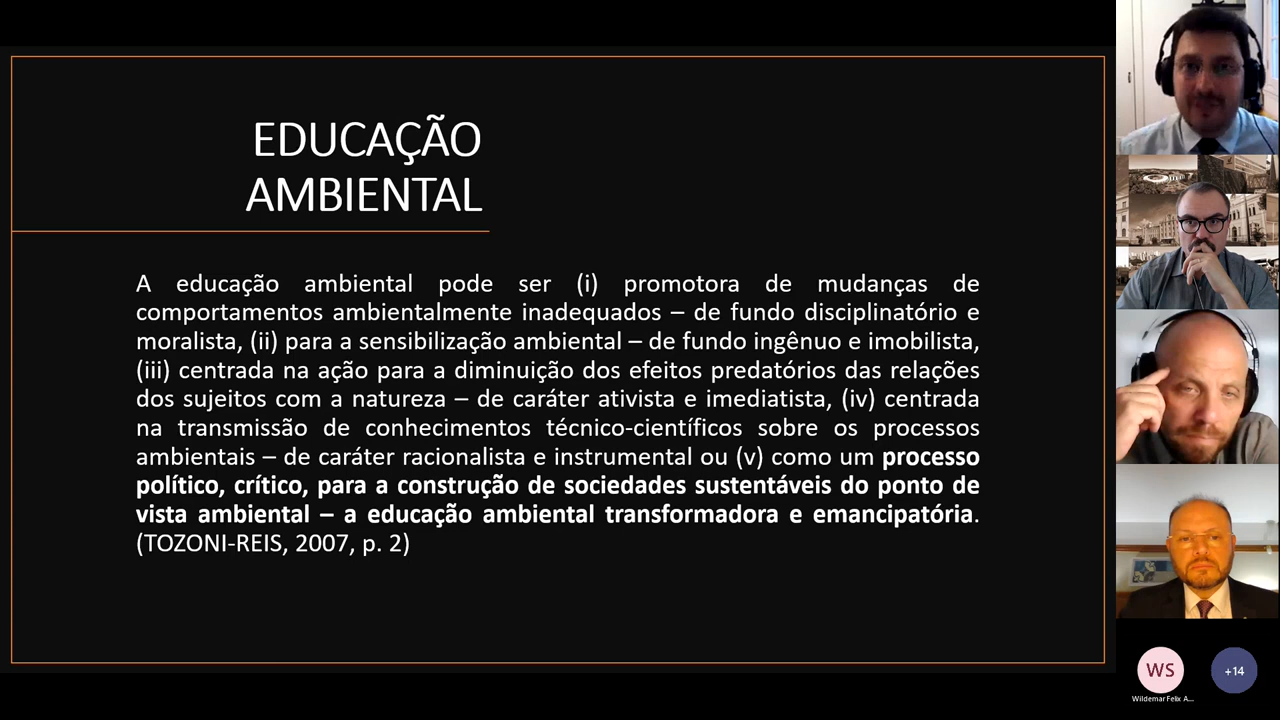 EDUCAÇÃO
AMBIENTAL
A educação ambiental pode ser (i) promotora de mudanças de
comportamentos ambientalmente inadequados – de fundo disciplinatório e
moralista, (ii) para a sensibilização ambiental – de fundo ingênuo e imobilista,
(iii) centrada na ação para a diminuição dos efeitos predatórios das relações
dos sujeitos com a natureza – de caráter ativista e imediatista, (iv) centrada
na transmissão de conhecimentos técnico-científicos sobre os processos
ambientais – de caráter racionalista e instrumental ou (v) como um processo
político, crítico, para a construção de sociedades sustentáveis do ponto de
vista ambiental – a educação ambiental transformadora e emancipatória.
(TOZONI-REIS, 2007, p. 2)
WS
+14
Wildemar Felix A...